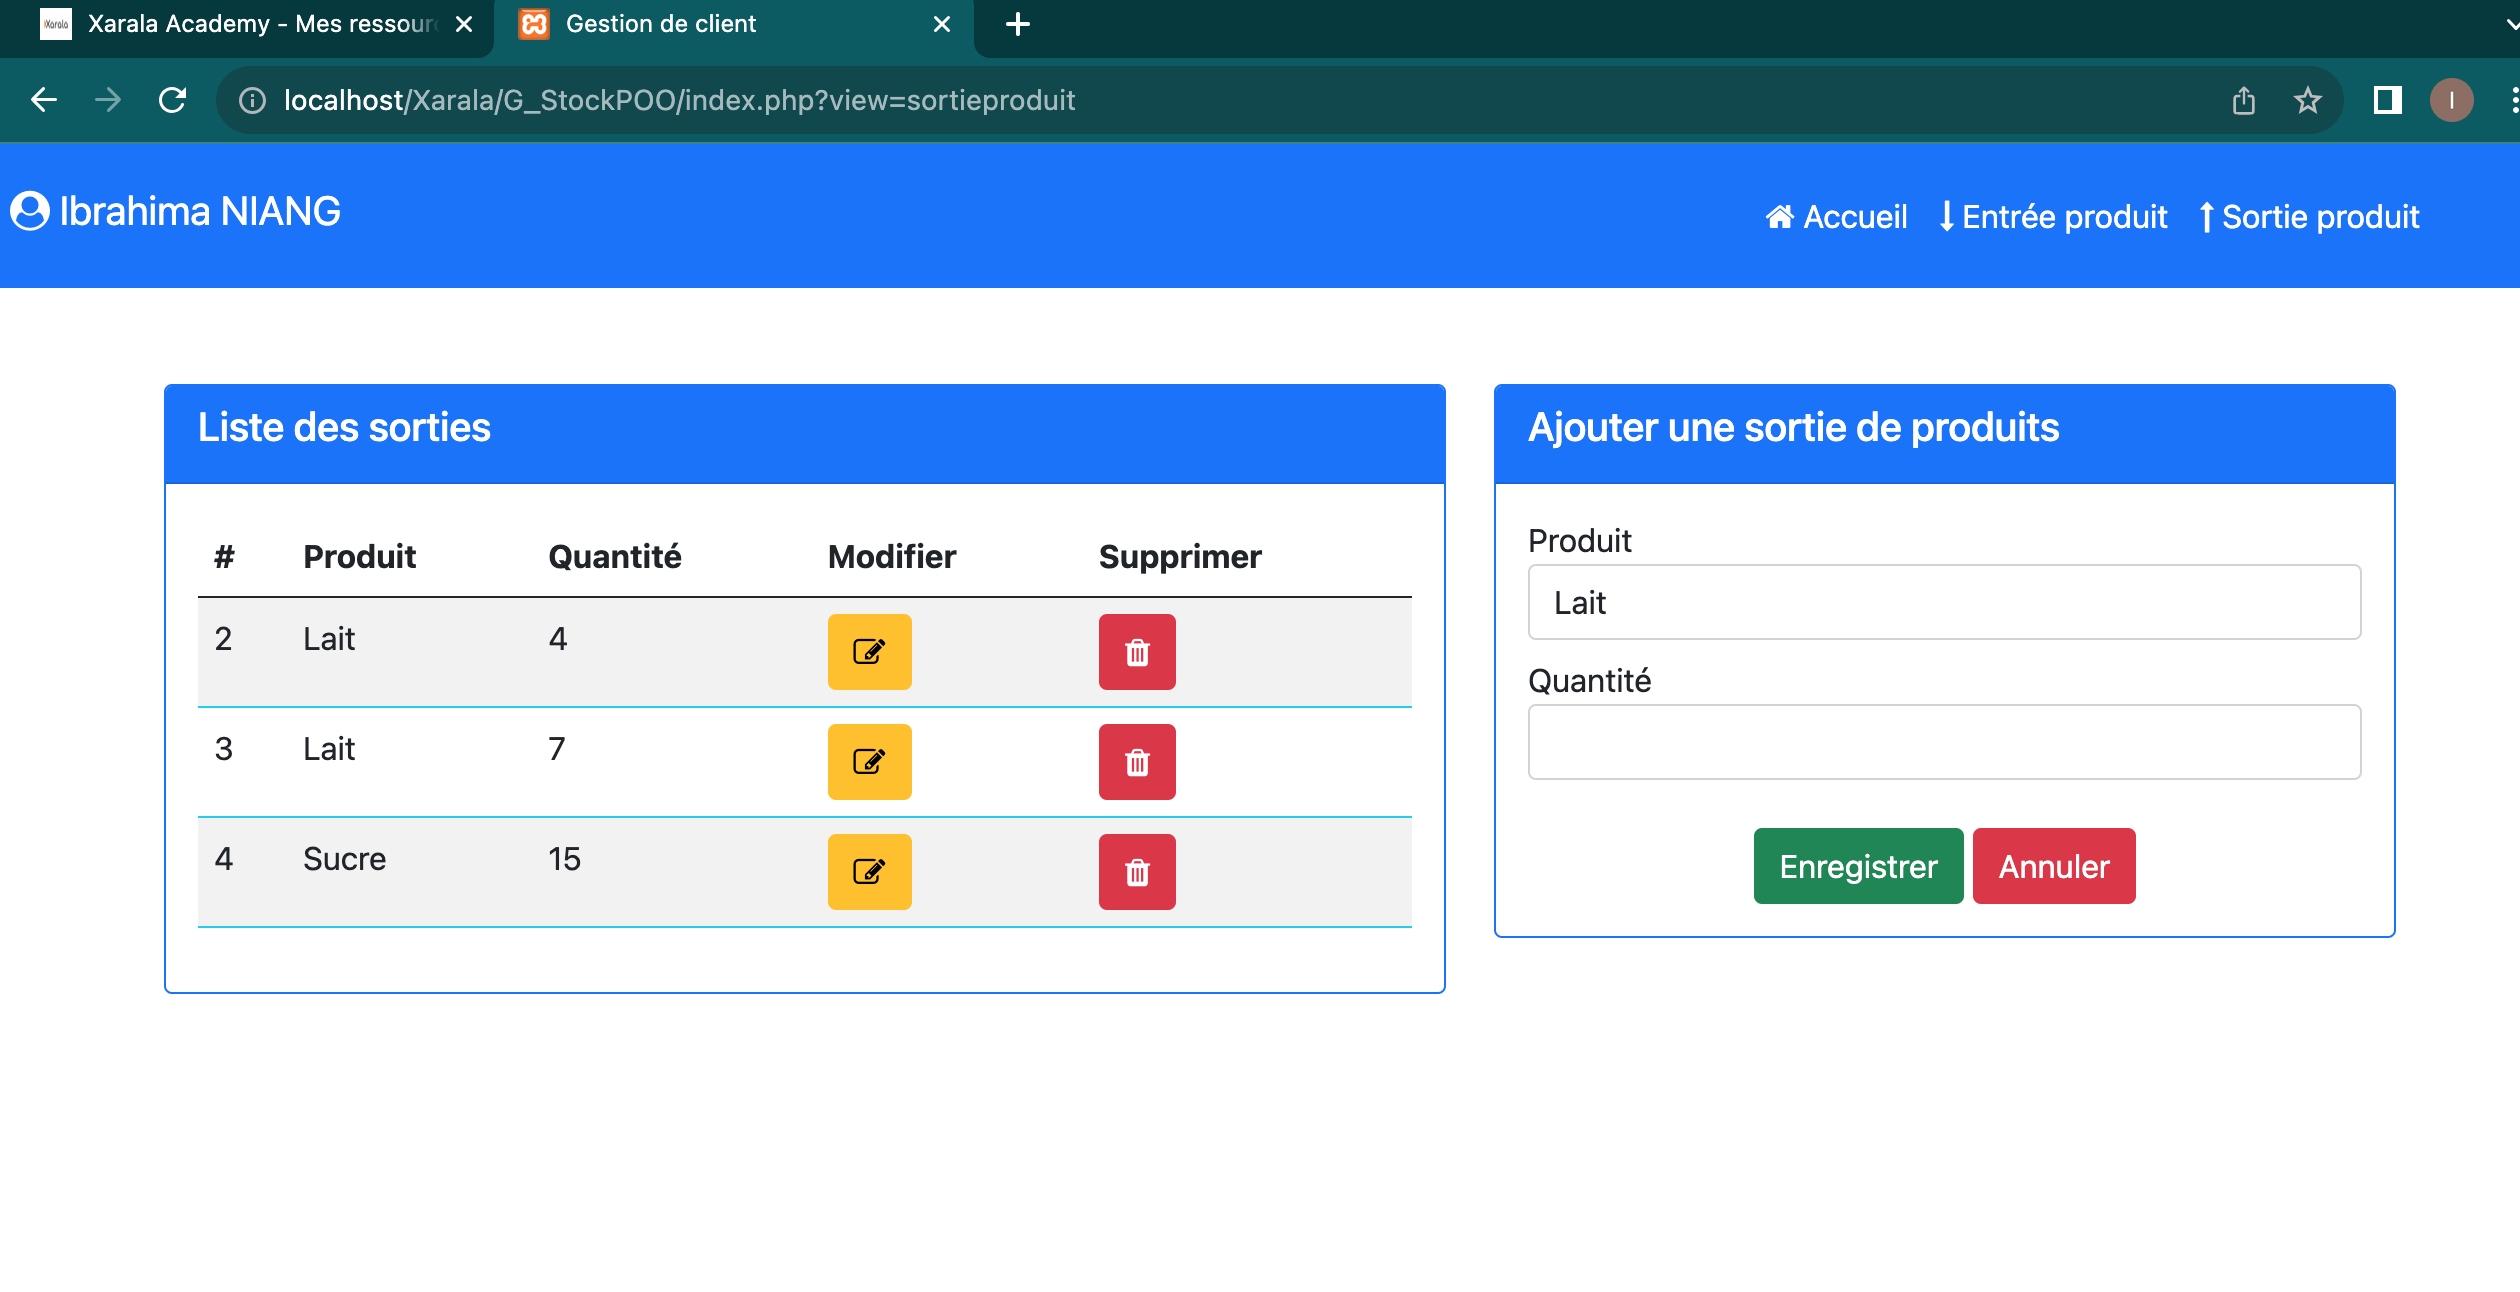 Xarala Academy - Mes ressour
Gestion de client
localhost/Xarala/G_StockPOO/index.php?view=sortieproduit
I
Ibrahima NIANG
Accueil
Entrée produit
Sortie produit
Liste des sorties
# Produit Quantité Modifier Supprimer
2 Lait 4
3 Lait 7
4 Sucre 15
Ajouter une sortie de produits
Produit
Lait
Quantité
Enregistrer
Annuler